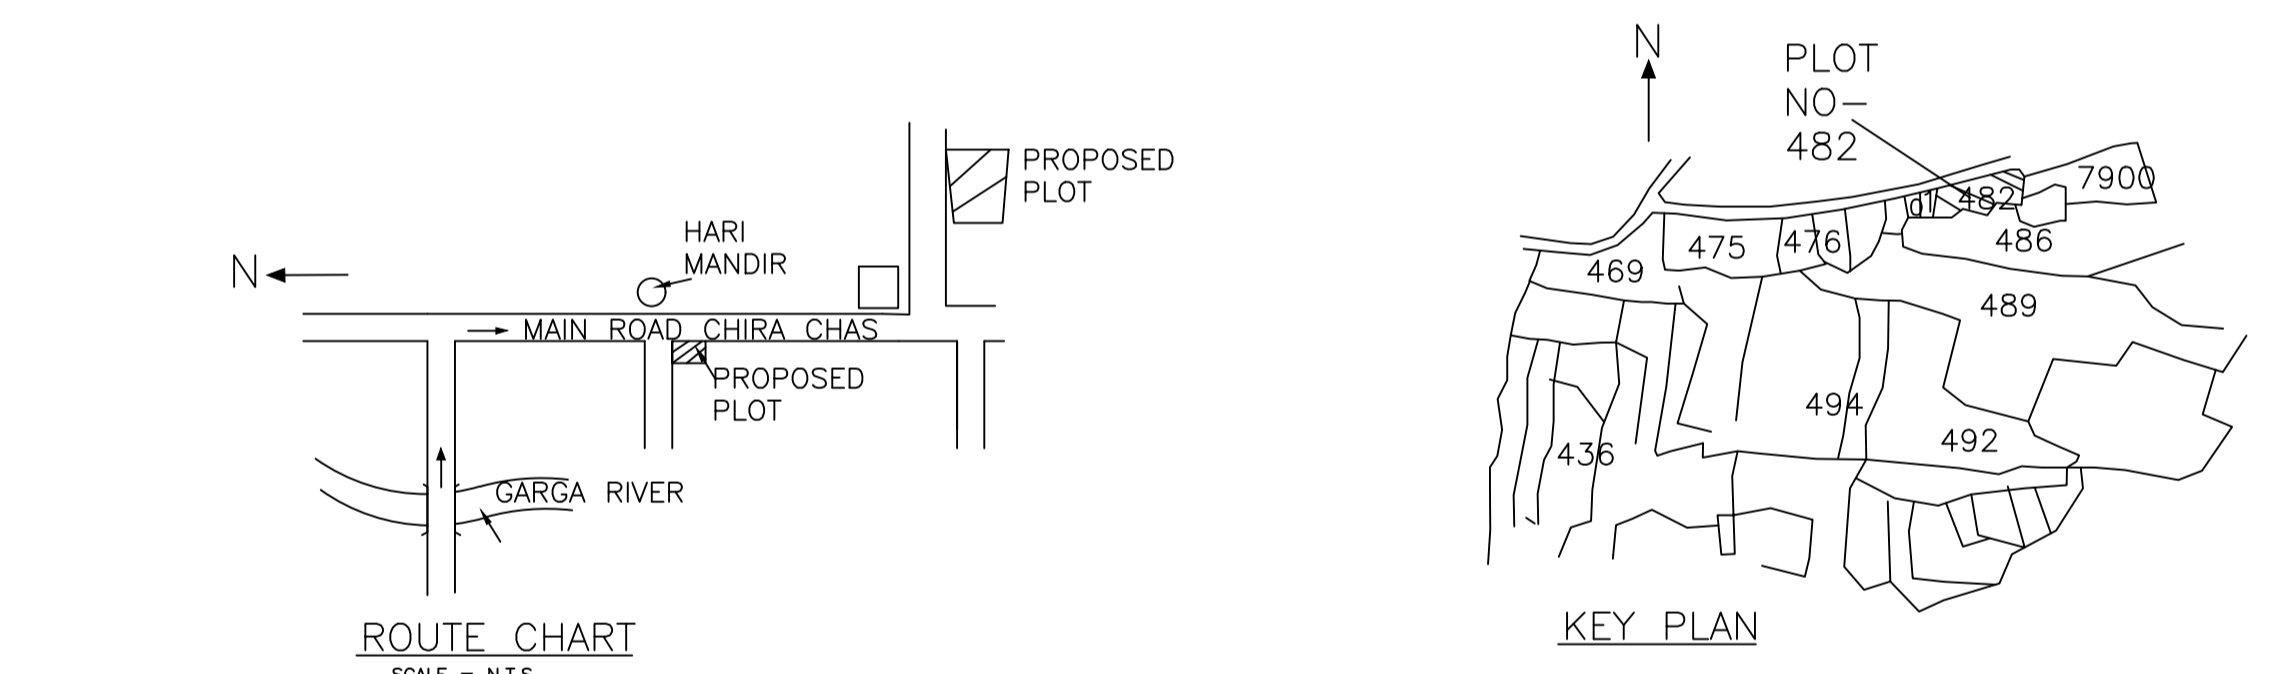 PROPOSED
PLOT
HARI
MANDIR
N
MAIN ROAD CHIRA CHAS
PROPOSED
PLOT
GARGA RIVER
ROUTE CHART
SCALE - N.T.S
N
PLOT
NO-
482
7900
482
486
475
476
469
489
494
492
436
KEY PLAN